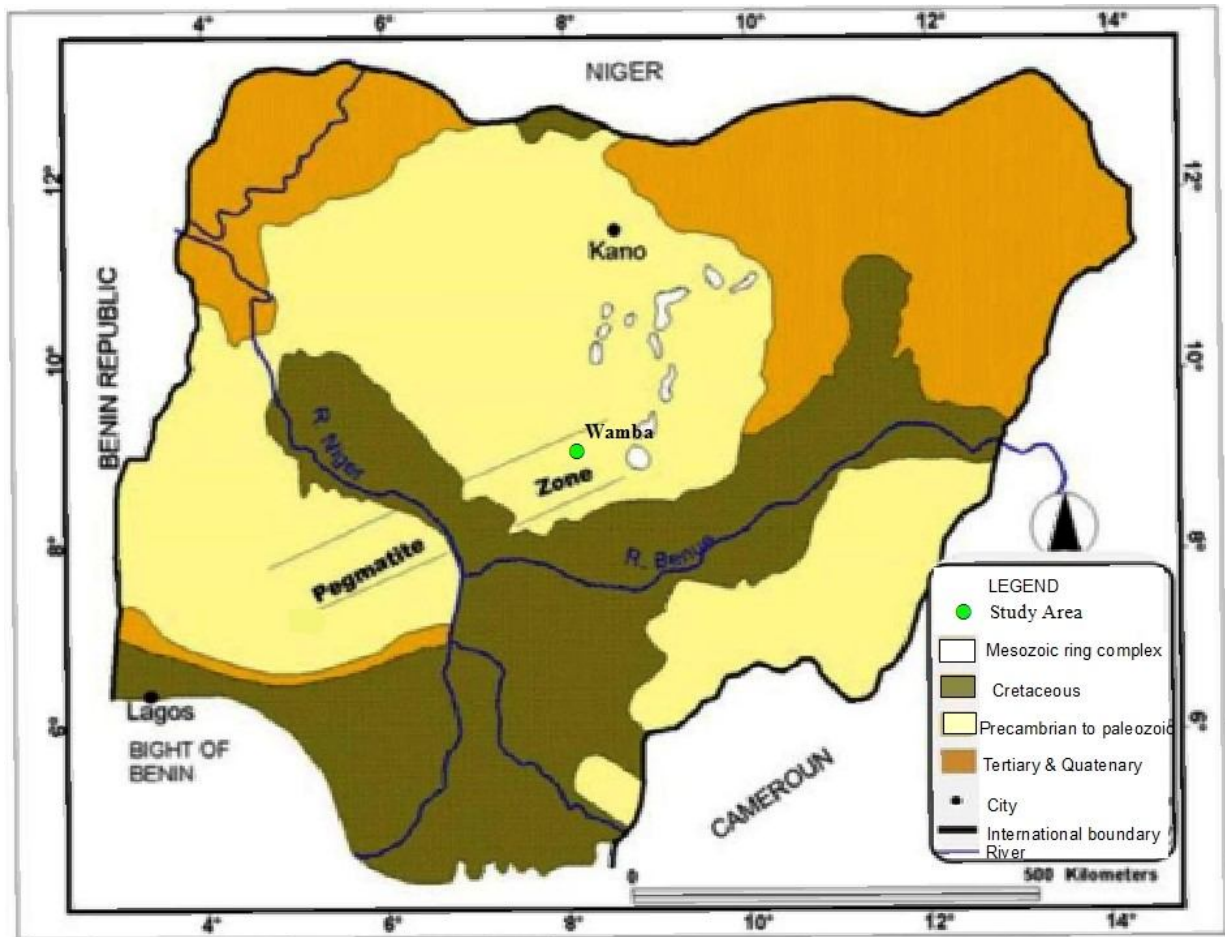 4° 6° 8° 10° 12° 14°
NIGER
12°
12°
Kano
BENIN REPUBLIC
10°
10°
R. Niger
Wamba
Zone
8°
8°
Pegmatite
R. Benue
LEGEND
Study Area
Mesozoic ring complex
Cretaceous
Precambrian to paleozoic
Tertiary & Quatenary
City
International boundary
River
6°
6°
Lagos
BIGHT OF
BENIN
CAMEROUN
0 500 Kilometers
4° 6° 8° 10° 12° 14°